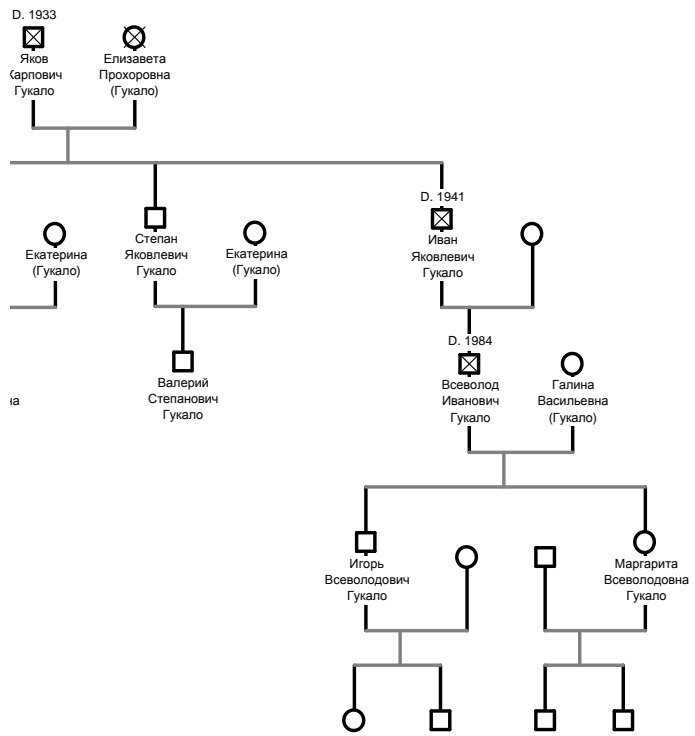 D. 1933
Яков
Карпович
Гукало
Елизавета
Прохоровна
(Гукало)
Екатерина
(Гукало)
Степан
Яковлевич
Гукало
Екатерина
(Гукало)
D. 1941
Иван
Яковлевич
Гукало
на
Валерий
Степанович
Гукало
D. 1984
Всеволод
Иванович
Гукало
Галина
Васильевна
(Гукало)
Игорь
Всеволодович
Гукало
Маргарита
Всеволодовна
Гукало